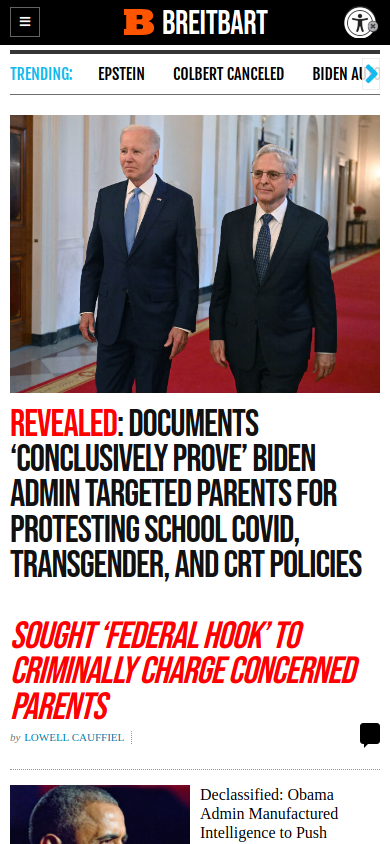 BREITBART
TRENDING: EPSTEIN COLBERT CANCELED BIDEN AU
REVEALED: DOCUMENTS
‘CONCLUSIVELY PROVE’ BIDEN
ADMIN TARGETED PARENTS FOR
PROTESTING SCHOOL COVID,
TRANSGENDER, AND CRT POLICIES
SOUGHT ‘FEDERAL HOOK’ TO
CRIMINALLY CHARGE CONCERNED
PARENTS
by LOWELL CAUFFIEL
Declassified: Obama
Admin Manufactured
Intelligence to Push